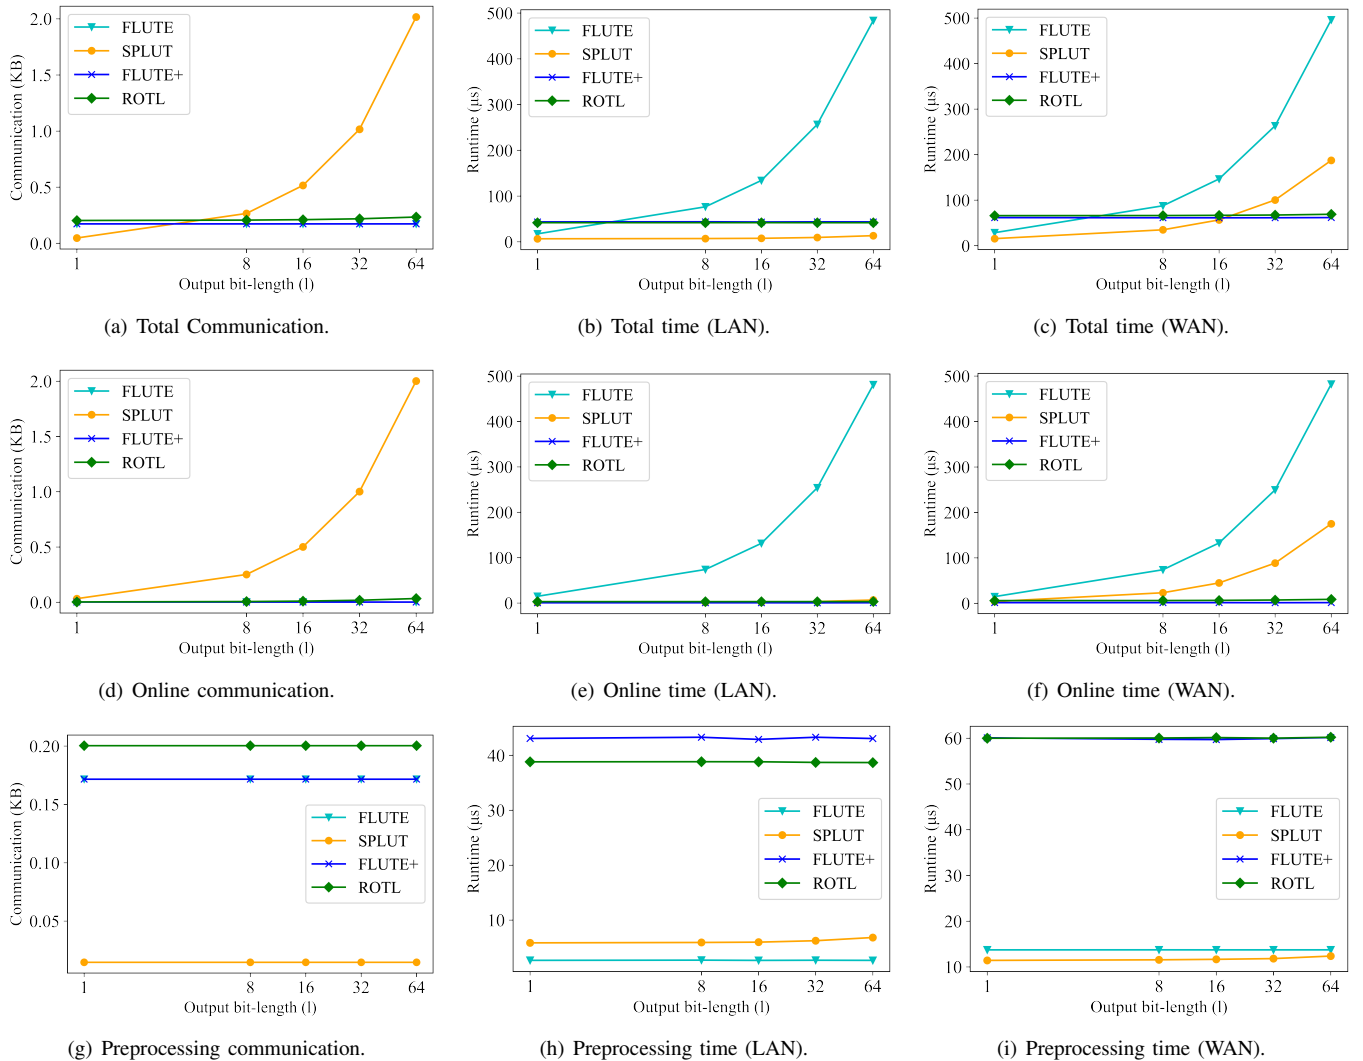 2.0
1.5
1.0
0.5
0.0
Communication (KB)
FLUTE
SPLUT
FLUTE+
ROTL
1 8 16 32 64
Output bit-length (l)
(a) Total Communication.
500
400
300
200
100
0
Runtime (μs)
FLUTE
SPLUT
FLUTE+
ROTL
1 8 16 32 64
Output bit-length (l)
(b) Total time (LAN).
500
400
300
200
100
0
Runtime (μs)
FLUTE
SPLUT
FLUTE+
ROTL
1 8 16 32 64
Output bit-length (l)
(c) Total time (WAN).
2.0
1.5
1.0
0.5
0.0
Communication (KB)
FLUTE
SPLUT
FLUTE+
ROTL
1 8 16 32 64
Output bit-length (l)
(d) Online communication.
500
400
300
200
100
0
Runtime (μs)
FLUTE
SPLUT
FLUTE+
ROTL
1 8 16 32 64
Output bit-length (l)
(e) Online time (LAN).
500
400
300
200
100
0
Runtime (μs)
FLUTE
SPLUT
FLUTE+
ROTL
1 8 16 32 64
Output bit-length (l)
(f) Online time (WAN).
0.20
0.15
0.10
0.05
Communication (KB)
FLUTE
SPLUT
FLUTE+
ROTL
1 8 16 32 64
Output bit-length (l)
(g) Preprocessing communication.
40
30
20
10
Runtime (μs)
FLUTE
SPLUT
FLUTE+
ROTL
1 8 16 32 64
Output bit-length (l)
(h) Preprocessing time (LAN).
60
50
40
30
20
10
Runtime (μs)
FLUTE
SPLUT
FLUTE+
ROTL
1 8 16 32 64
Output bit-length (l)
(i) Preprocessing time (WAN).